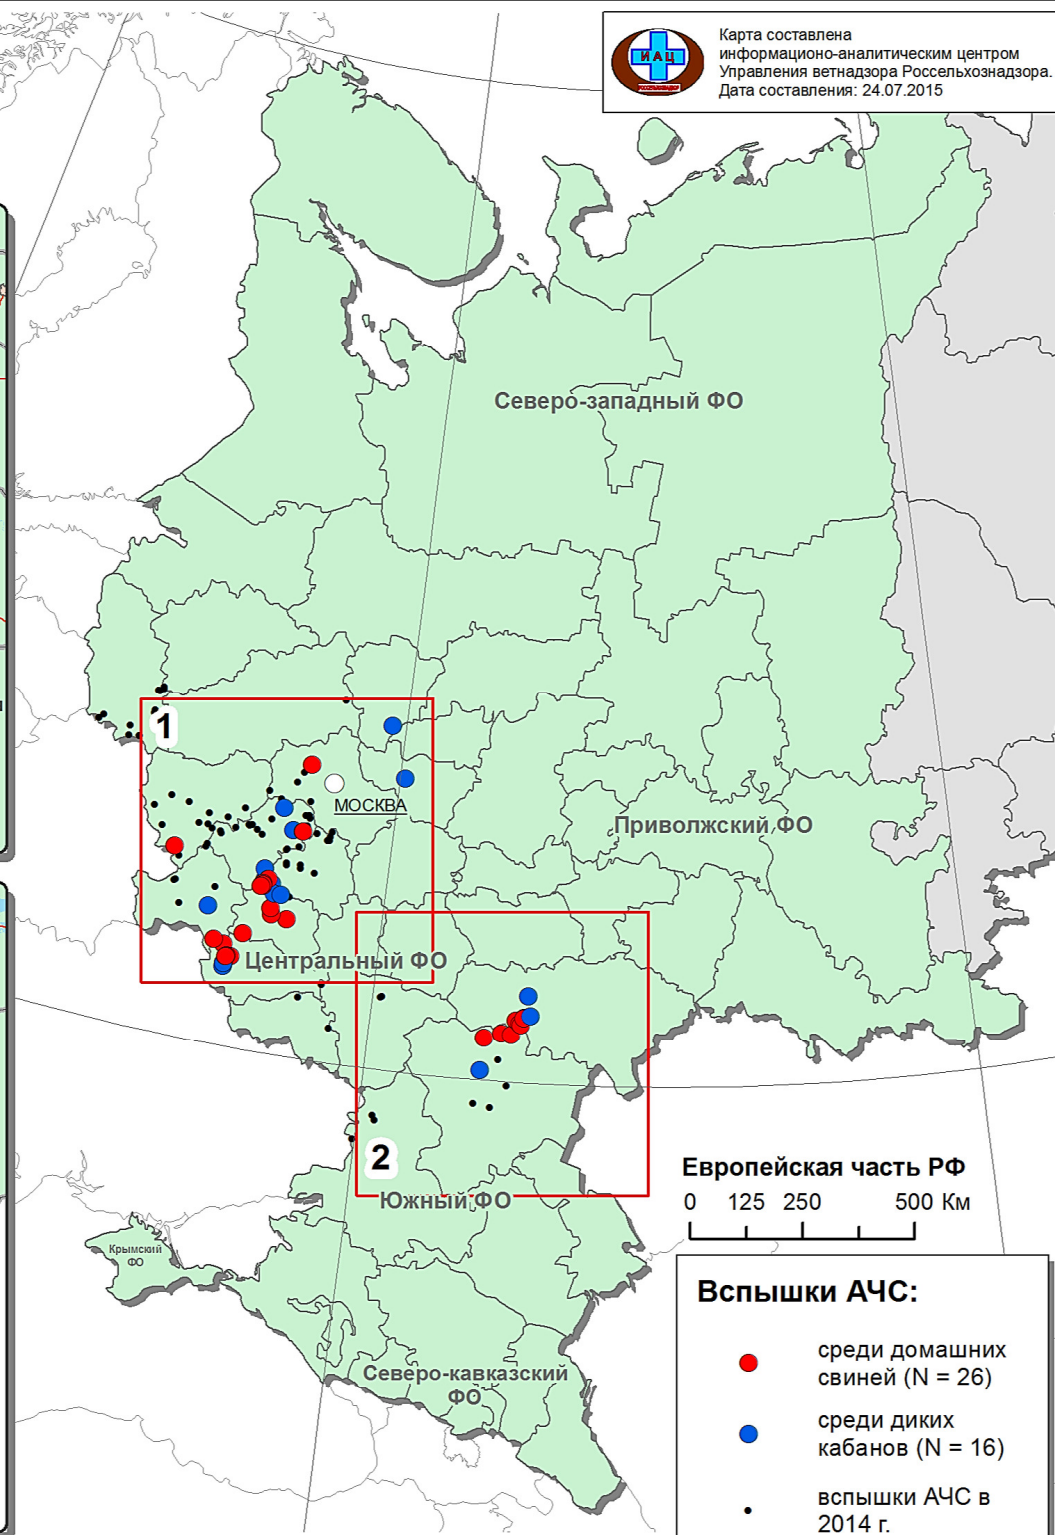 Карта составлена
информационо-аналитическим центром
Управления ветнадзора Россельхознадзора.
Дата составления: 24.07.2015
ИАЦ
РОССЕЛЬХОЗНАДЗОР
Северо-западный ФО
1
МОСКВА
Приволжский ФО
Центральный ФО
2
Южный ФО
Крымский
ФО
Северо-кавказский
ФО
Европейская часть РФ
0 125 250 500 Км
Вспышки АЧС:
среди домашних
свиней (N = 26)
среди диких
кабанов (N = 16)
вспышки АЧС в
2014 г.